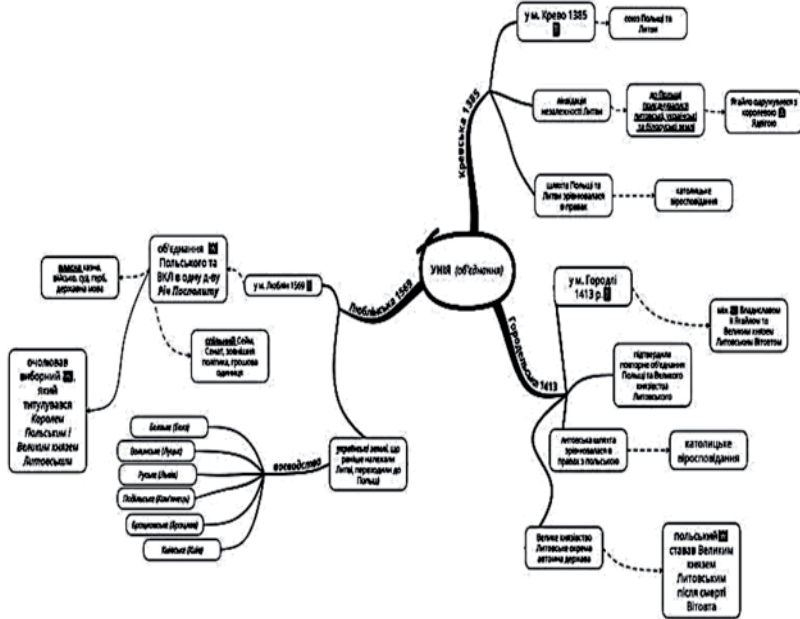 УНІЯ (об'єднання)
Кревська 1385
у м. Крево 1385
союз Польщі та
Литви
ліквідація
незалежності Литви
до Польщі
приєднувалися
литовські, українські
та білоруські землі
Ягайло одружувався з
королевою
Ядвігою
шляхта Польщі та
Литви зрівнювалася
в правах
католицьке
віросповідання
Городельська 1413
у м. Городлі
1413 р.
між Владиславом
ІІ Ягайлом та
Великим князем
Литовським Вітовтом
підтвердила
повторне об'єднання
Польщі та Великого
князівства
Литовського
литовська шляхта
зрівнювалася в
правах з польською
католицьке
віросповідання
Велике князівство
Литовське окрема
держава
польський
ставав Великим
князем
Литовським
після смерті
Вітовта
Люблінська 1569
у м. Люблін 1569
об'єднання
Польського та
ВКЛ в одну д-ву
Річ Посполиту
власна казна,
військо, суд, герб,
державна мова
спільний Сейм,
Сенат, зовнішня
політика, грошова
одиниця
очолював
виборний ,
який
титулувався
Королем
Польським і
Великим князем
Литовським
українські землі, що
раніше належали
Литві, переходили до
Польщі
воєводства
Белзьке (Белз)
Волинське (Луцьк)
Руське (Львів)
Подільське (Кам'янець)
Брацлавське (Брацлав)
Київське (Київ)